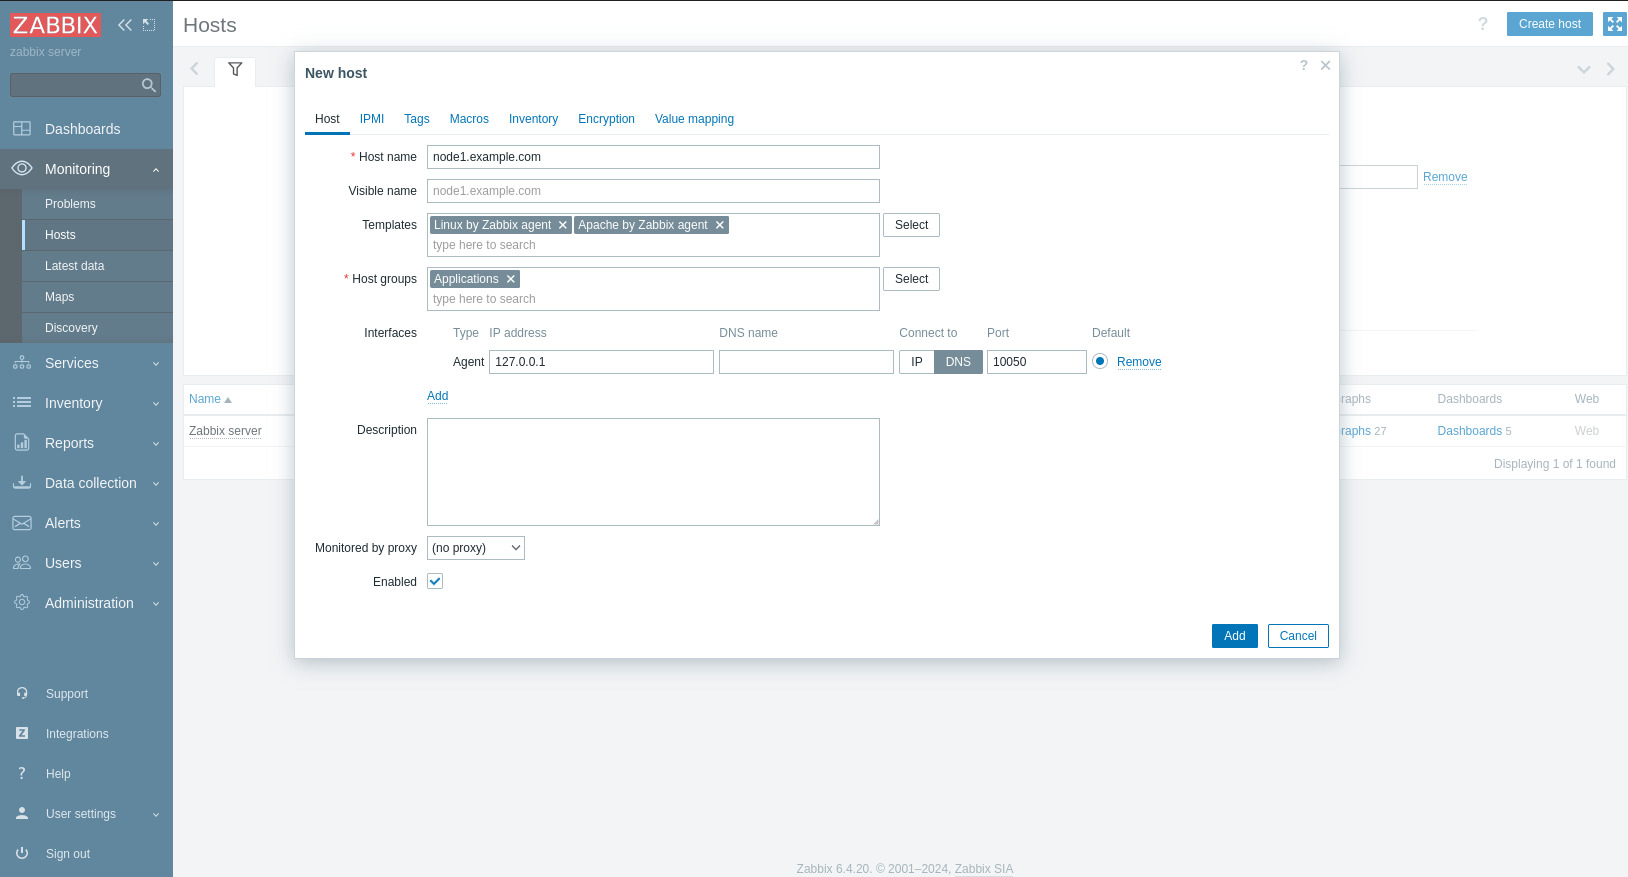 ZABBIX
zabbix server
Dashboards
Monitoring
Problems
Hosts
Latest data
Maps
Discovery
Services
Inventory
Reports
Data collection
Alerts
Users
Administration
Support
Integrations
Help
User settings
Sign out
Hosts
? Create host
New host
?
Host IPMI Tags Macros Inventory Encryption Value mapping
* Host name node1.example.com
Visible name node1.example.com
Templates Linux by Zabbix agent Apache by Zabbix agent Select
type here to search
* Host groups Applications Select
type here to search
Interfaces Type IP address DNS name Connect to Port Default
Agent 127.0.0.1 IP DNS 10050 Remove
Add
Description
Monitored by proxy (no proxy)
Enabled
Add Cancel
Remove
Name raphs Dashboards Web
Zabbix server raphs 27 Dashboards 5 Web
Displaying 1 of 1 found
Zabbix 6.4.20. © 2001–2024, Zabbix SIA